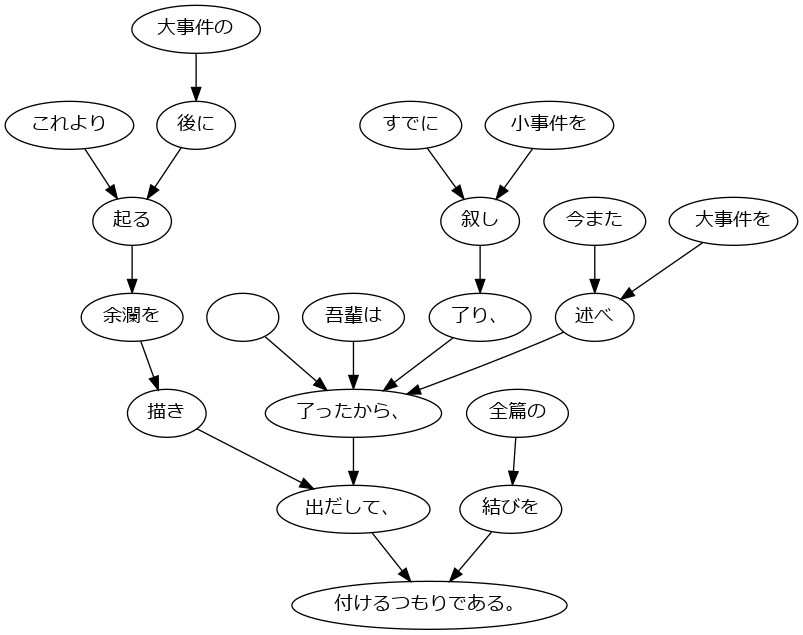 大事件の
これより
後に
すでに
小事件を
起る
叙し
今また
大事件を
余瀾を
吾輩は
了り、
述べ
描き
了ったから、
全篇の
出だして、
結びを
付けるつもりである。